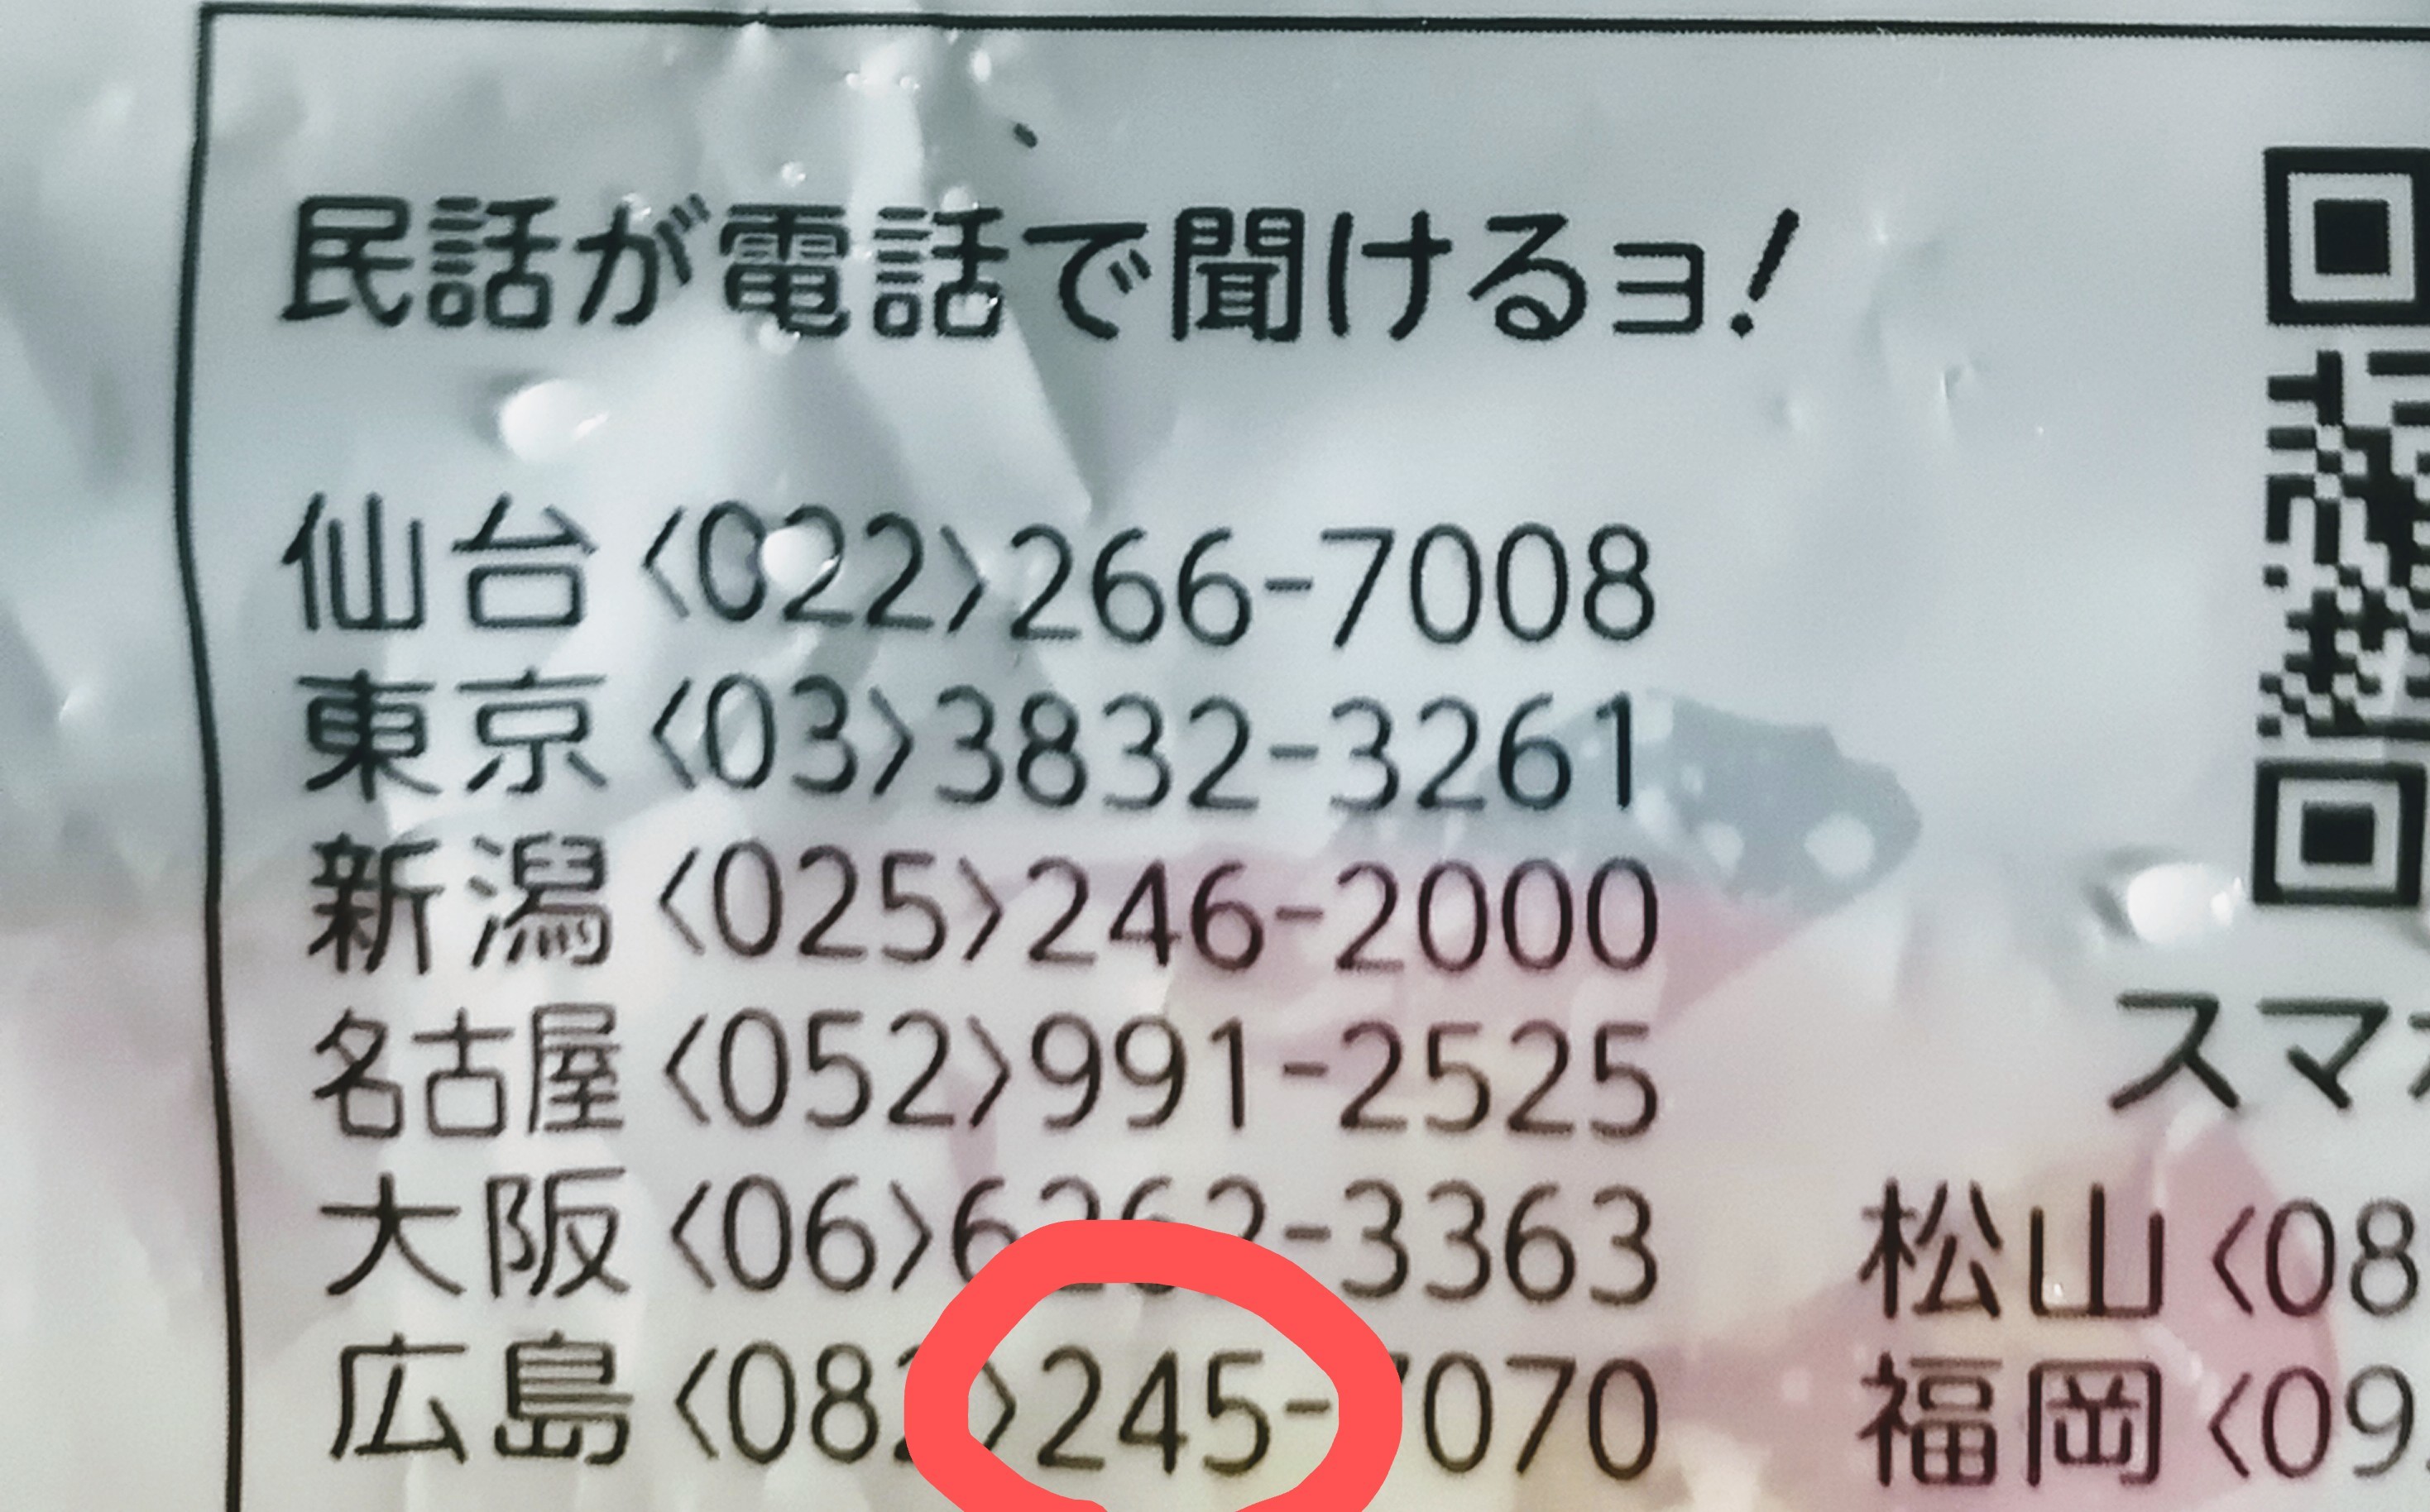 民話が電話で聞けるヨ!
仙台〈022〉266-7008
東京〈03〉3832-3261
新潟〈025〉246-2000
名古屋〈052〉991-2525
大阪〈06〉6262-3363
広島〈082〉245-7070
スマ
松山〈08
福岡〈09